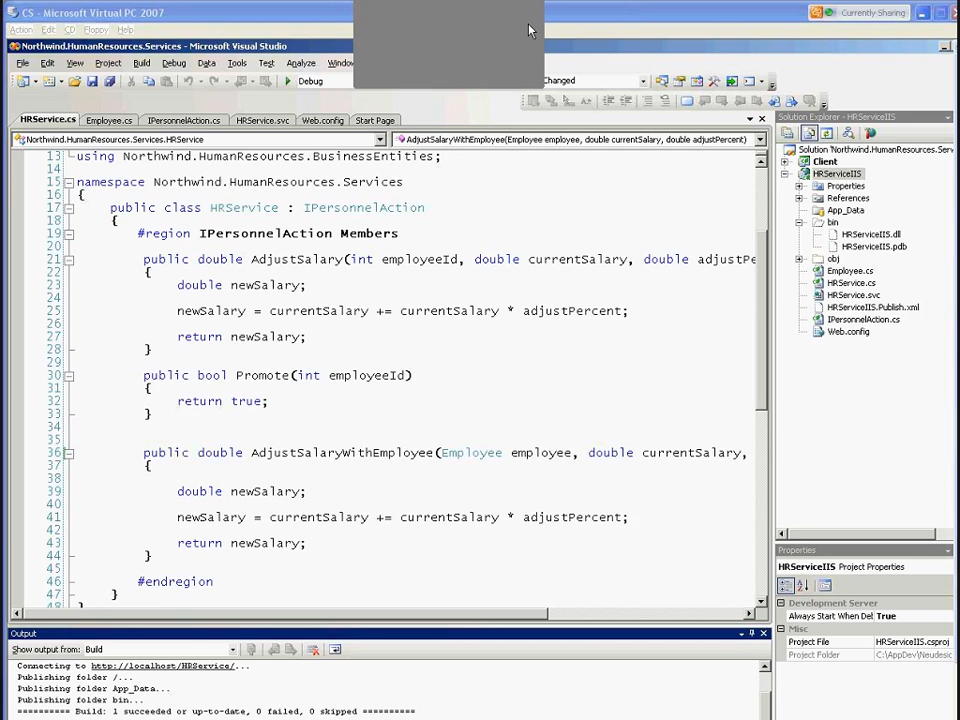 CS - Microsoft Virtual PC 2007
Currently Sharing
Action Edit CD Floppy Help
Northwind.HumanResources.Services - Microsoft Visual Studio
File Edit View Project Build Debug Data Tools Test Analyze Window
Debug
Changed
HRService.cs Employee.cs IPersonnelAction.cs HRService.svc Web.config Start Page
Northwind.HumanResources.Services.HRService
AdjustSalaryWithEmployee(Employee employee, double currentSalary, double adjustPercent)
13 using Northwind.HumanResources.BusinessEntities;
14
15 namespace Northwind.HumanResources.Services
16 {
17 public class HRService : IPersonnelAction
18 {
19 #region IPersonnelAction Members
20
21 public double AdjustSalary(int employeeId, double currentSalary, double adjustPe
22 {
23 double newSalary;
24
25 newSalary = currentSalary += currentSalary * adjustPercent;
26
27 return newSalary;
28 }
29
30 public bool Promote(int employeeId)
31 {
32 return true;
33 }
34
35
36 public double AdjustSalaryWithEmployee(Employee employee, double currentSalary,
37 {
38
39 double newSalary;
40
41 newSalary = currentSalary += currentSalary * adjustPercent;
42
43 return newSalary;
44 }
45
46 #endregion
47 }
48 }
Solution Explorer - HRServiceIIS
Solution 'Northwind.HumanResources.Serv
Client
HRServiceIIS
Properties
References
App_Data
bin
HRServiceIIS.dll
HRServiceIIS.pdb
obj
Employee.cs
HRService.cs
HRService.svc
HRServiceIIS.Publish.xml
IPersonnelAction.cs
Web.config
Properties
HRServiceIIS Project Properties
Development Server
Always Start When Del True
Misc
Project File HRServiceIIS.csproj
Project Folder C:\AppDev\Neudesic
Output
Show output from: Build
Connecting to http://localhost/HRService/...
Publishing folder /...
Publishing folder App_Data...
Publishing folder bin...
========== Build: 1 succeeded or up-to-date, 0 failed, 0 skipped ==========